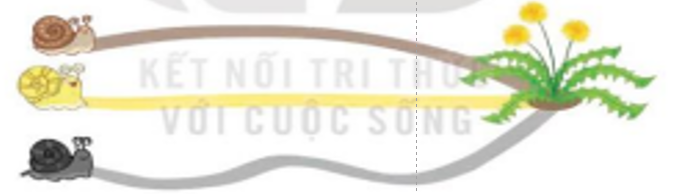 KẾT NỐI TRI THỨC
VỚI CUỘC SỐNG